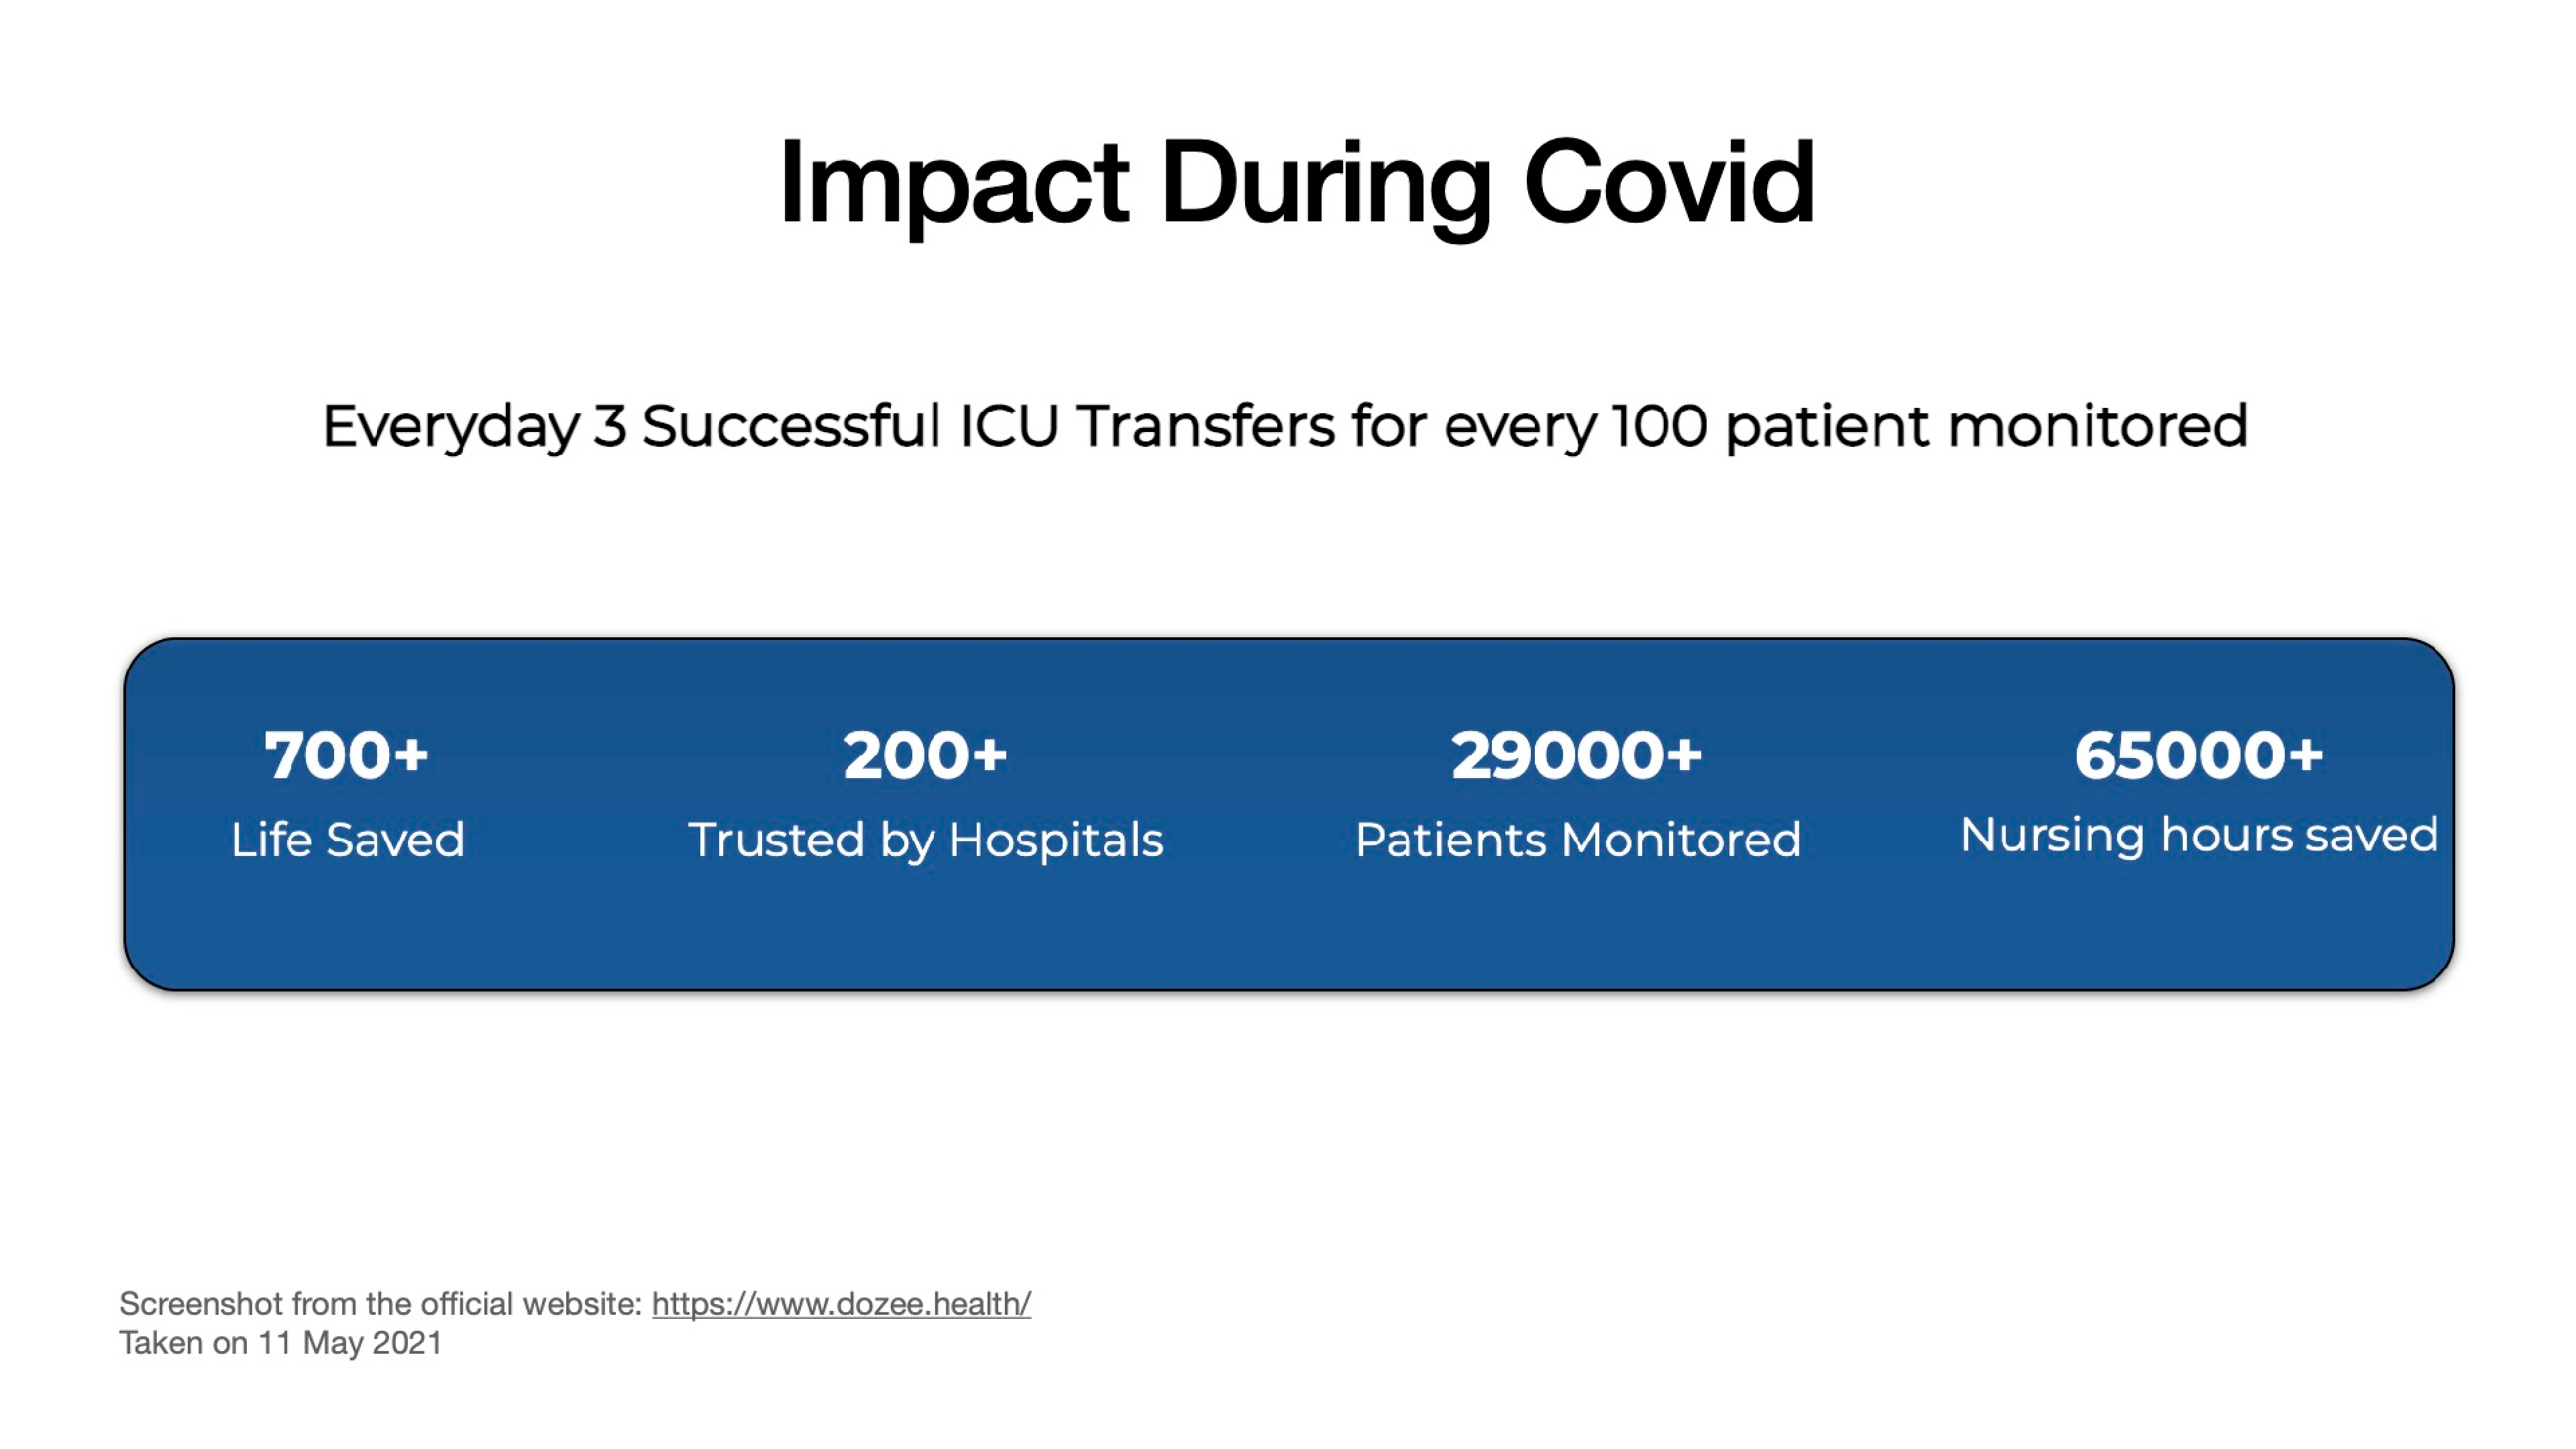 Impact During Covid
Everyday 3 Successful ICU Transfers for every 100 patient monitored
700+
Life Saved
200+
Trusted by Hospitals
29000+
Patients Monitored
65000+
Nursing hours saved
Screenshot from the official website: https://www.dozee.health/
Taken on 11 May 2021